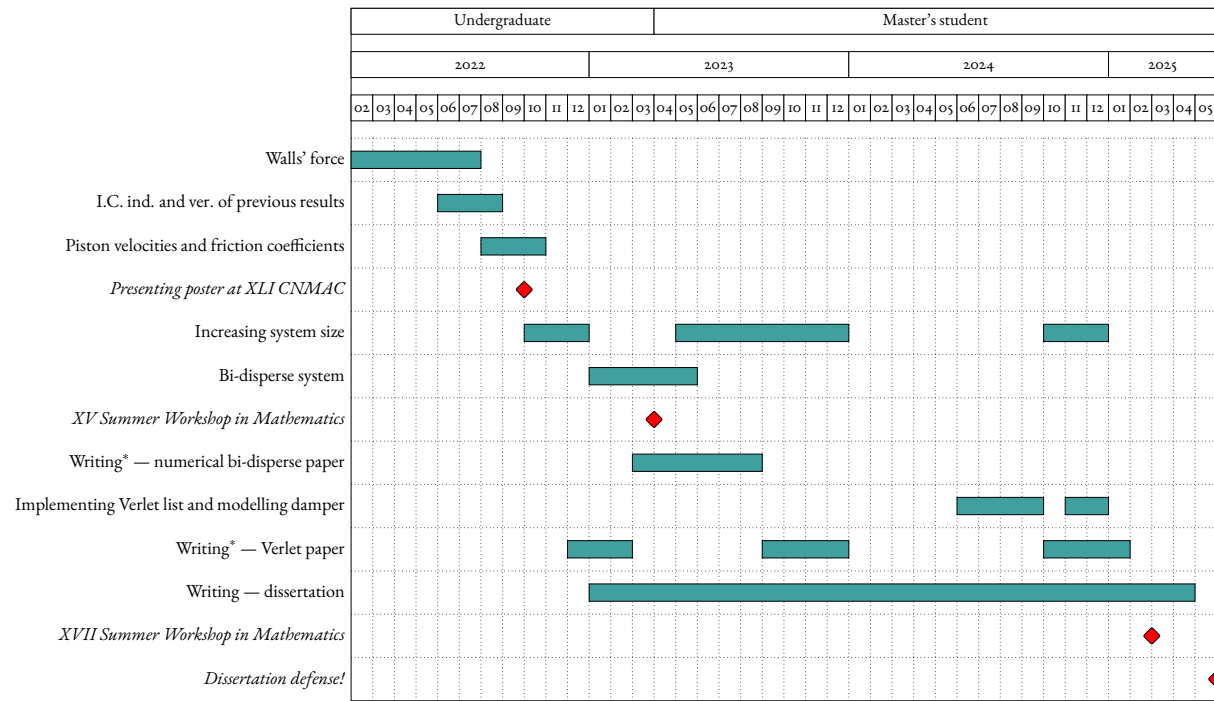 Undergraduate Master’s student
2022 2023 2024 2025
02 03 04 05 06 07 08 09 10 11 12 01 02 03 04 05 06 07 08 09 10 11 12 01 02 03 04 05 06 07 08 09 10 11 12 01 02 03 04 05
Walls’ force
I.C. ind. and ver. of previous results
Piston velocities and friction coefficients
Presenting poster at XLI CNMAC
Increasing system size
Bi-disperse system
XV Summer Workshop in Mathematics
Writing* — numerical bi-disperse paper
Implementing Verlet list and modelling damper
Writing* — Verlet paper
Writing — dissertation
XVII Summer Workshop in Mathematics
Dissertation defense!